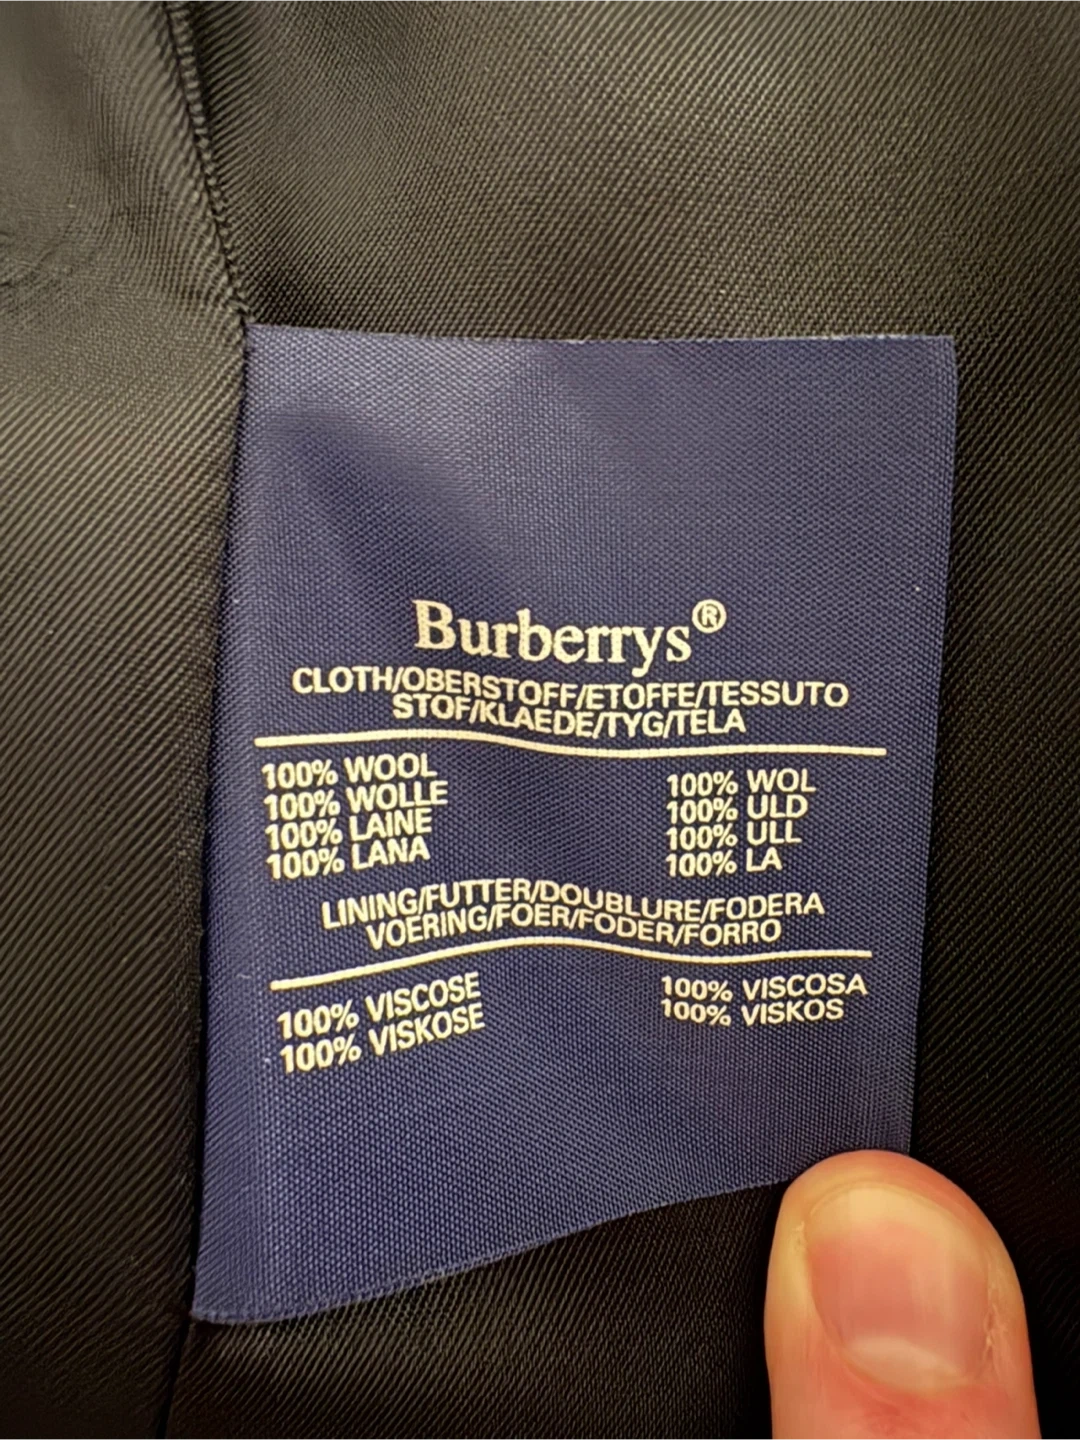 Burberrys®
CLOTH/OBERSTOFF/ETOFFE/TESSUTO
STOF/KLAEDE/TYG/TELA
100% WOOL
100% WOLLE
100% LAINE
100% LANA
100% WOL
100% ULD
100% ULL
100% LA
LINING/FUTTER/DOUBLURE/FODERA
VOERING/FOER/FODER/FORRO
100% VISCOSE
100% VISKOSE
100% VISCOSA
100% VISKOS